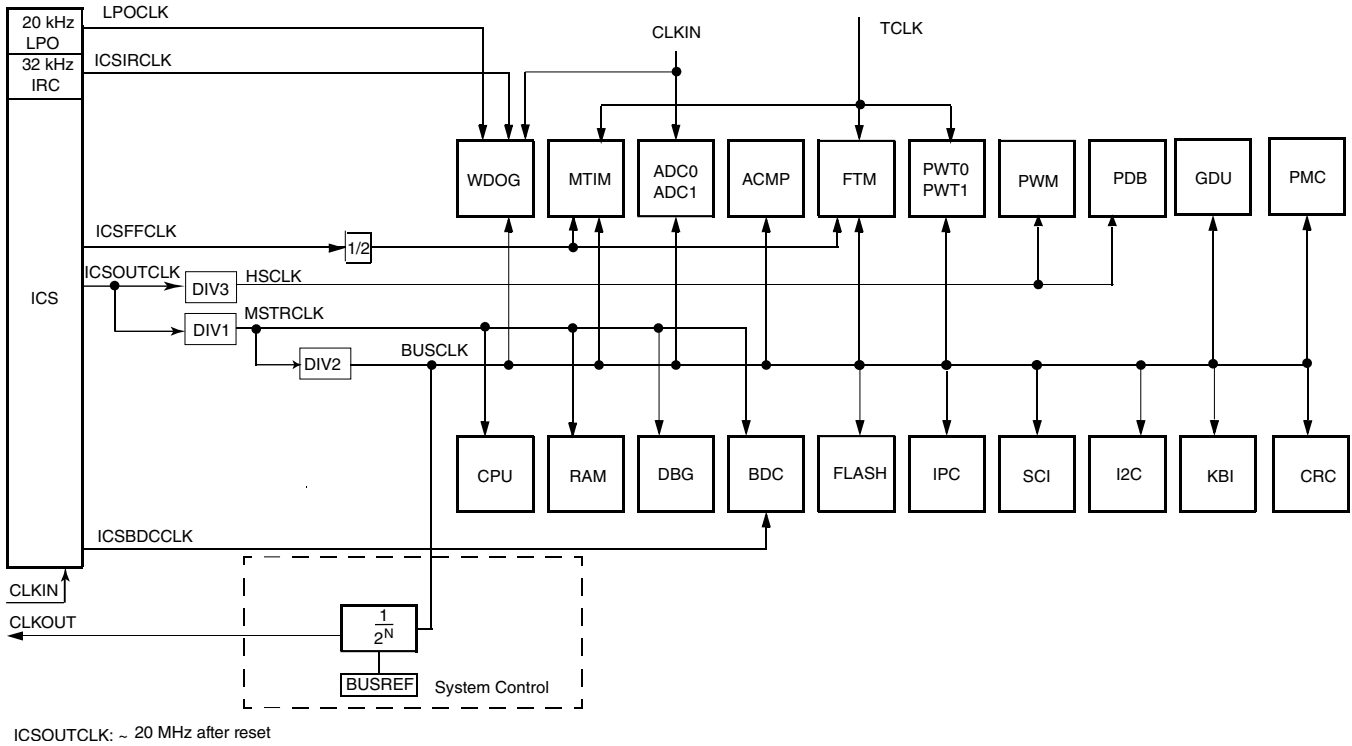 20 kHz
LPO
LPOCLK
32 kHz
IRC
ICSIRCLK
CLKIN
TCLK
WDOG
MTIM
ADC0
ADC1
ACMP
FTM
PWT0
PWT1
PWM
PDB
GDU
PMC
ICSFFCLK
1/2
ICS
ICSOUTCLK
DIV3
HSCLK
DIV1
MSTRCLK
DIV2
BUSCLK
CPU
RAM
DBG
BDC
FLASH
IPC
SCI
I2C
KBI
CRC
ICSBDCCLK
CLKIN
CLKOUT
1
2N
BUSREF
System Control
ICSOUTCLK: ~ 20 MHz after reset